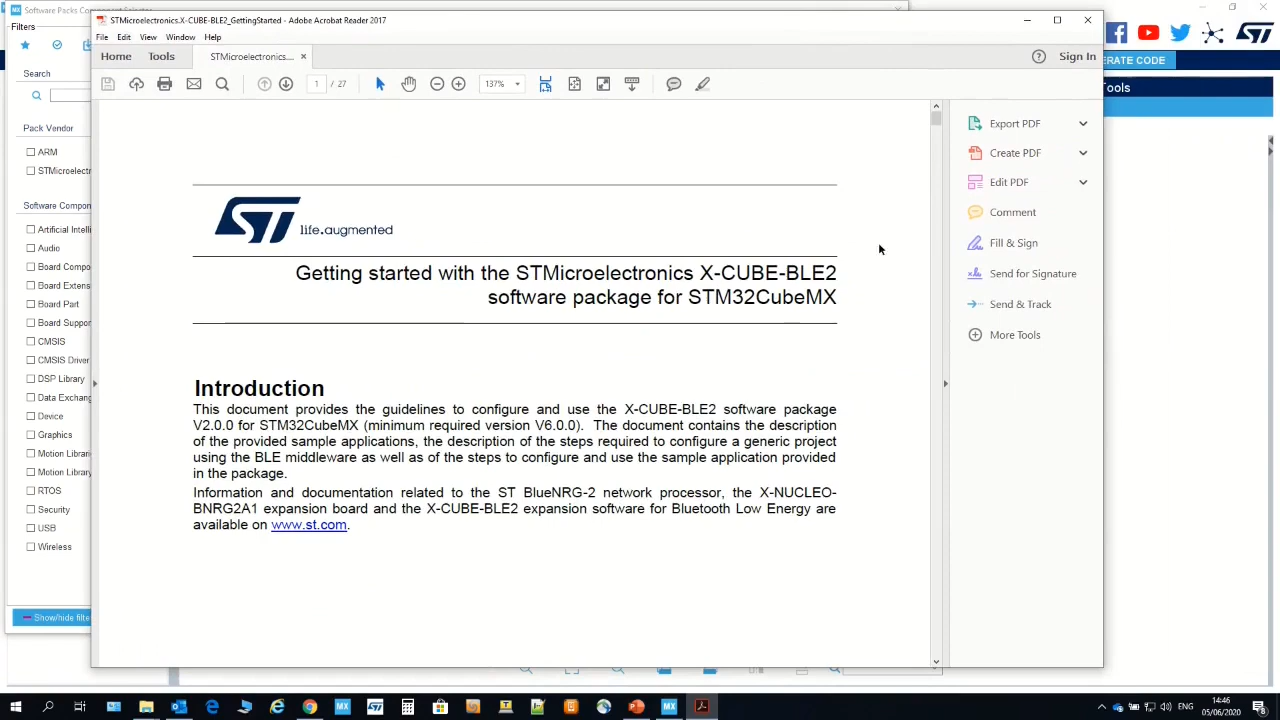 MX Software Packs Component Selector
STMicroelectronics.X-CUBE-BLE2_GettingStarted - Adobe Acrobat Reader 2017
Filters
File Edit View Window Help
Home Tools STMicroelectronics.... × Sign In
ERATE CODE
Search
1 / 27 137%
Tools
Pack Vendor
ARM
STMicroelectr
Software Compon
Artificial Intelli
Audio
Board Compo
Board Extens
Board Part
Board Suppor
CMSIS
CMSIS Driver
DSP Library
Data Exchang
Device
Graphics
Motion Librari
Motion Library
RTOS
Security
USB
Wireless
Show/hide filte
ST life.augmented
Getting started with the STMicroelectronics X-CUBE-BLE2
software package for STM32CubeMX
Introduction
This document provides the guidelines to configure and use the X-CUBE-BLE2 software package
V2.0.0 for STM32CubeMX (minimum required version V6.0.0). The document contains the description
of the provided sample applications, the description of the steps required to configure a generic project
using the BLE middleware as well as of the steps to configure and use the sample application provided
in the package.
Information and documentation related to the ST BlueNRG-2 network processor, the X-NUCLEO-
BNRG2A1 expansion board and the X-CUBE-BLE2 expansion software for Bluetooth Low Energy are
available on www.st.com.
Export PDF
Create PDF
Edit PDF
Comment
Fill & Sign
Send for Signature
Send & Track
More Tools
ENG
14:46
05/06/2020